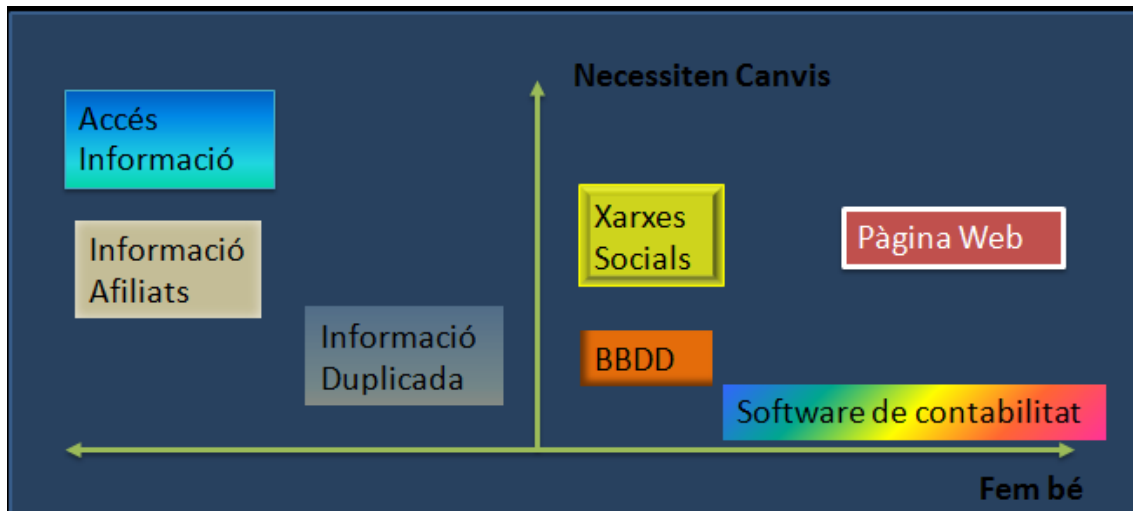 Necessiten Canvis
Accés
Informació
Informació
Afiliats
Informació
Duplicada
Xarxes
Socials
Pàgina Web
BBDD
Software de contabilitat
Fem bé